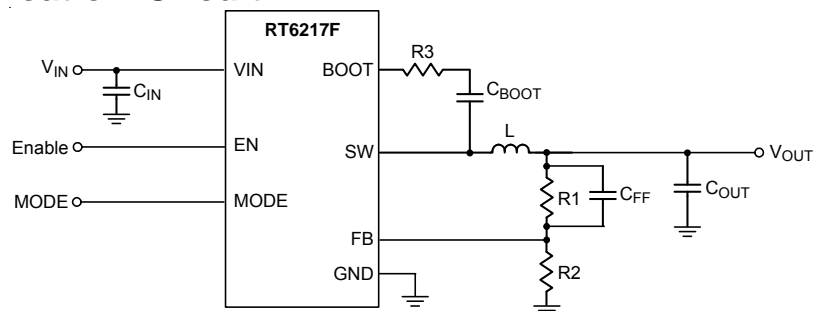 RT6217F
VIN
VIN
BOOT
R3
CIN
CBOOT
Enable
EN
SW
L
VOUT
MODE
MODE
R1
CFF
COUT
FB
GND
R2